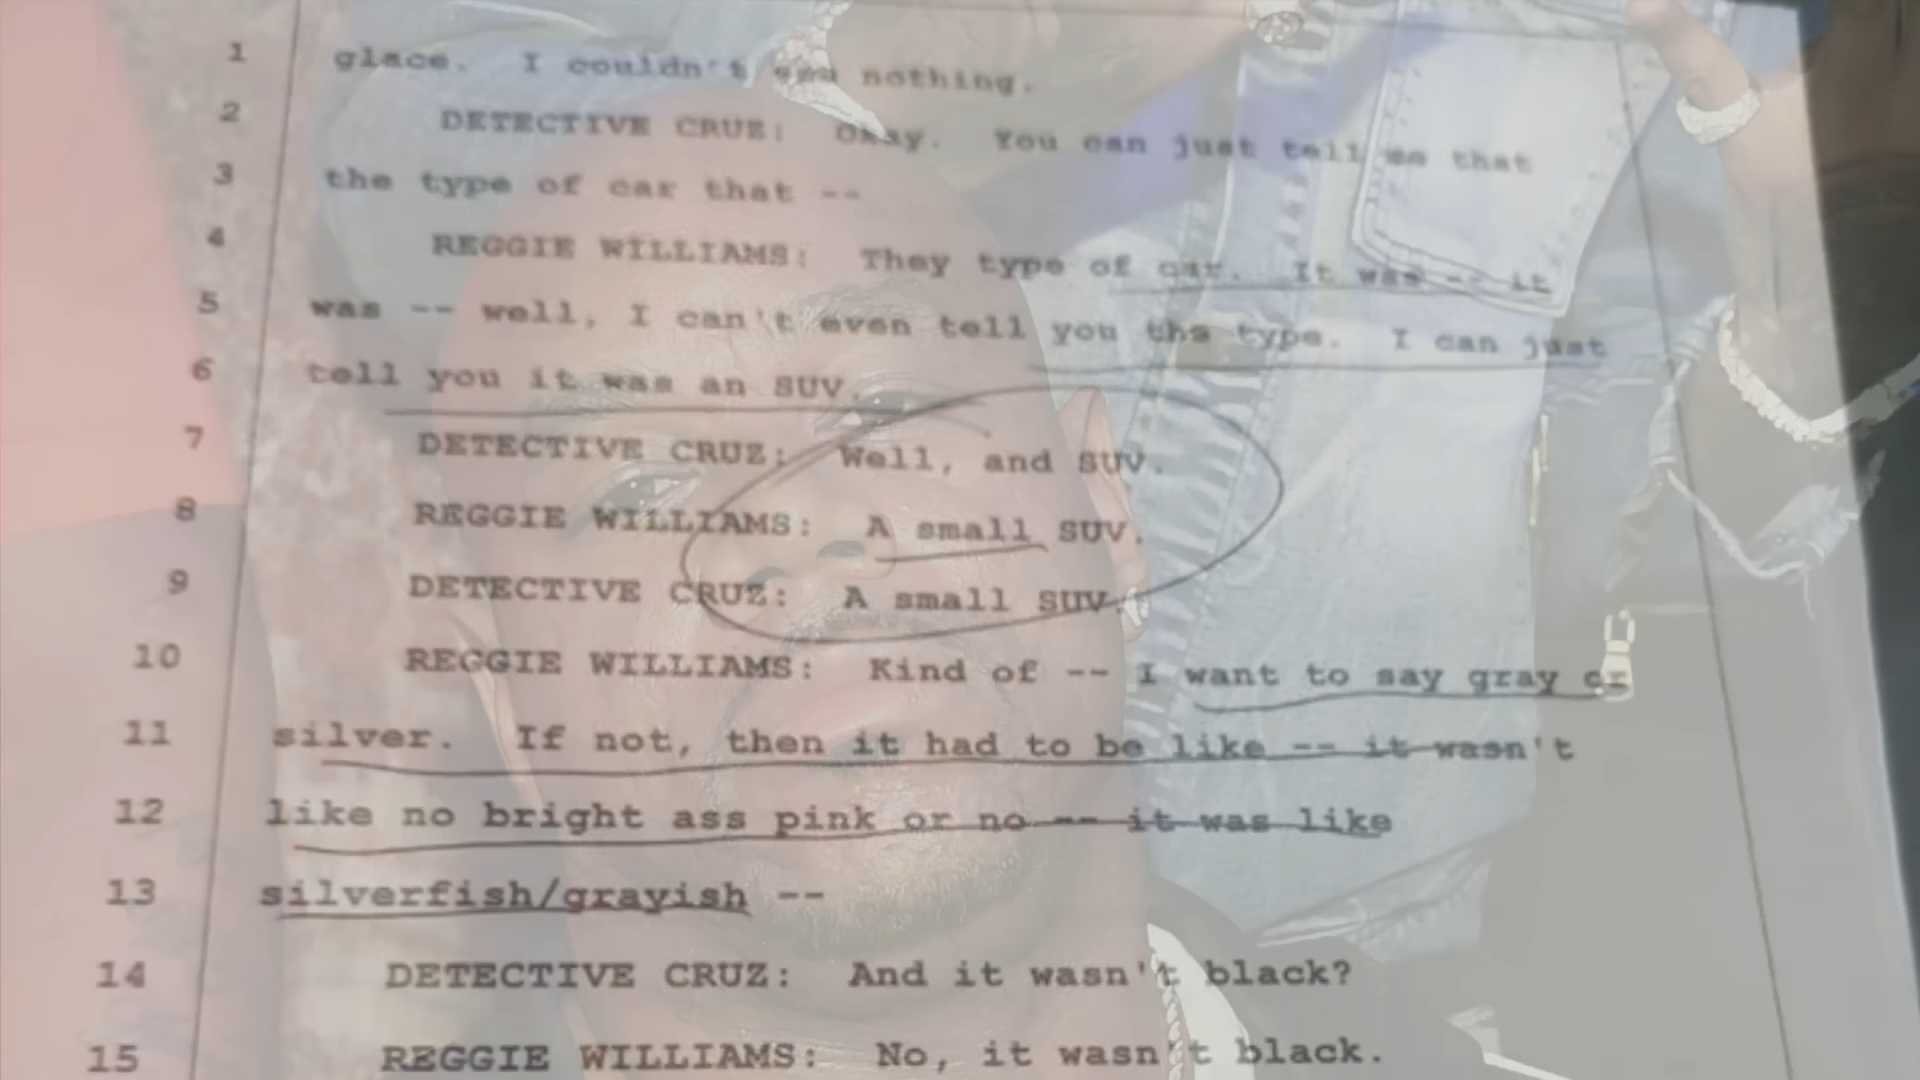 1 glace. I couldn't see nothing.
2 DETECTIVE CRUZ: Okay. You can just tell me that
3 the type of car that --
4 REGGIE WILLIAMS: They type of car. It was -- it
5 was -- well, I can't even tell you the type. I can just
6 tell you it was an SUV.
7 DETECTIVE CRUZ: Well, and SUV.
8 REGGIE WILLIAMS: A small SUV.
9 DETECTIVE CRUZ: A small SUV.
10 REGGIE WILLIAMS: Kind of -- I want to say gray or
11 silver. If not, then it had to be like -- it wasn't
12 like no bright ass pink or no -- it was like
13 silverfish/grayish --
14 DETECTIVE CRUZ: And it wasn't black?
15 REGGIE WILLIAMS: No, it wasn't black.